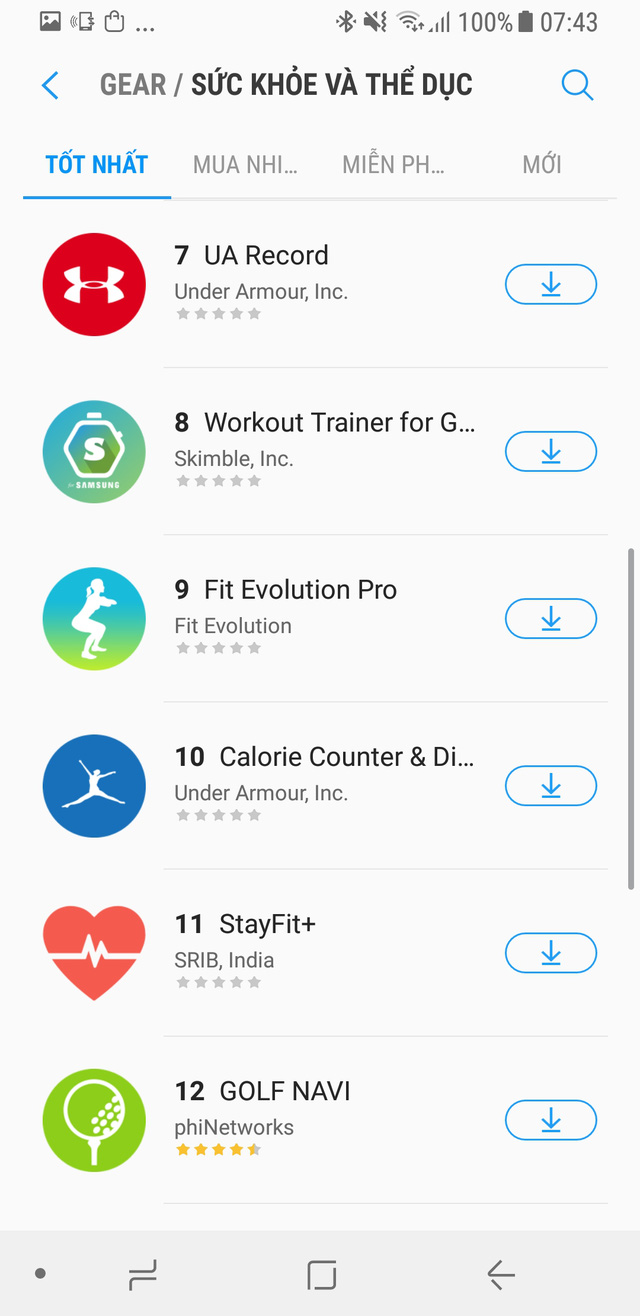 ... 100% 07:43
GEAR / SỨC KHỎE VÀ THỂ DỤC
TỐT NHẤT MUA NHI... MIỄN PH... MỚI
7 UA Record
Under Armour, Inc.
8 Workout Trainer for G...
Skimble, Inc.
S
for SAMSUNG
9 Fit Evolution Pro
Fit Evolution
10 Calorie Counter & Di...
Under Armour, Inc.
11 StayFit+
SRIB, India
12 GOLF NAVI
phiNetworks